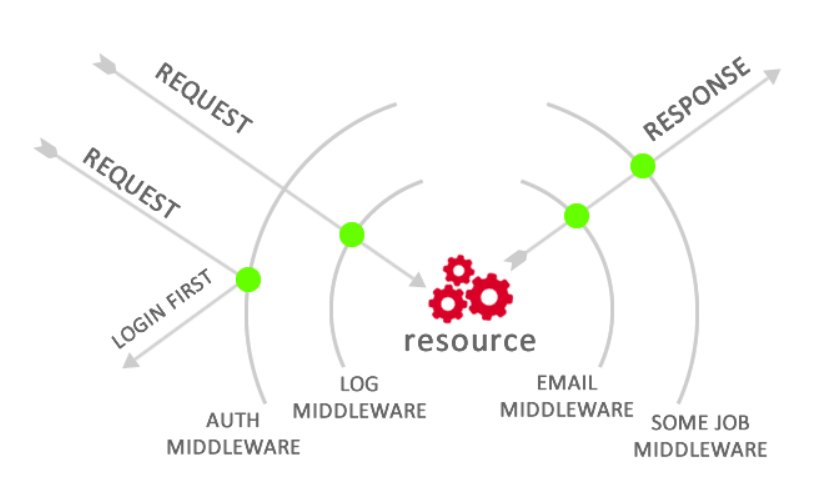 REQUEST
RESPONSE
REQUEST
LOGIN FIRST
resource
LOG
MIDDLEWARE
EMAIL
MIDDLEWARE
AUTH
MIDDLEWARE
SOME JOB
MIDDLEWARE